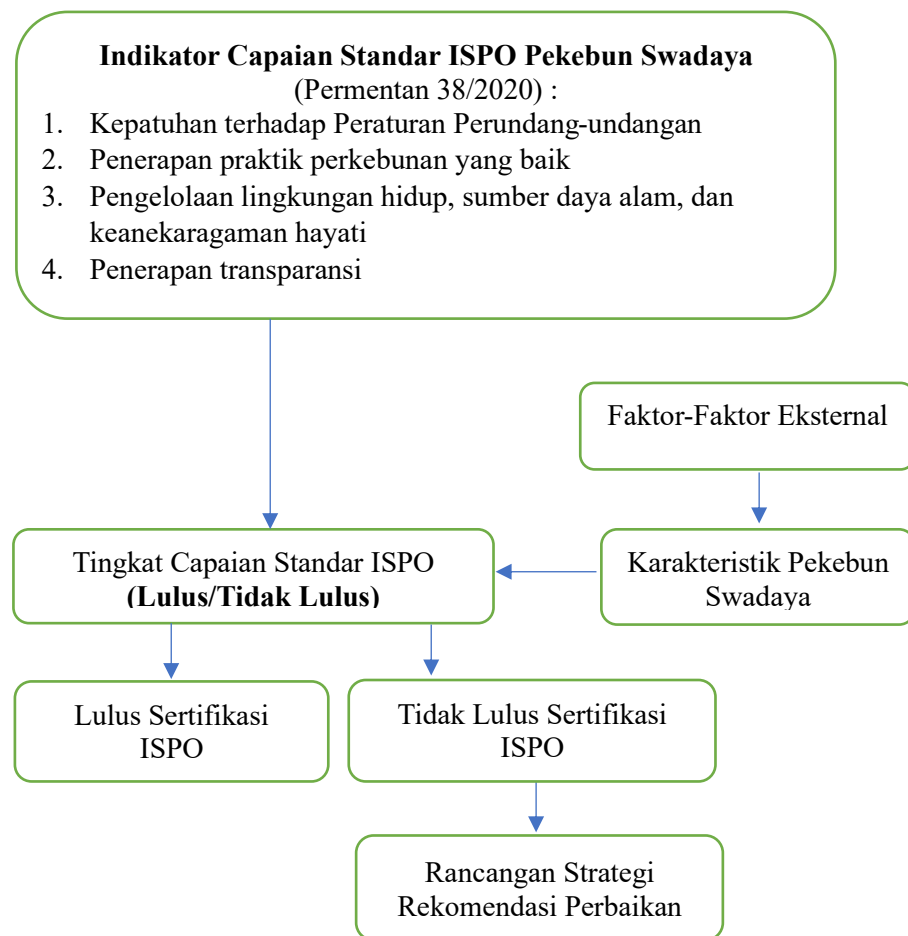 Indikator Capaian Standar ISPO Pekebun Swadaya
(Permentan 38/2020) :
1. Kepatuhan terhadap Peraturan Perundang-undangan
2. Penerapan praktik perkebunan yang baik
3. Pengelolaan lingkungan hidup, sumber daya alam, dan
keanekaragaman hayati
4. Penerapan transparansi
Faktor-Faktor Eksternal
Tingkat Capaian Standar ISPO
(Lulus/Tidak Lulus)
Karakteristik Pekebun
Swadaya
Lulus Sertifikasi
ISPO
Tidak Lulus Sertifikasi
ISPO
Rancangan Strategi
Rekomendasi Perbaikan